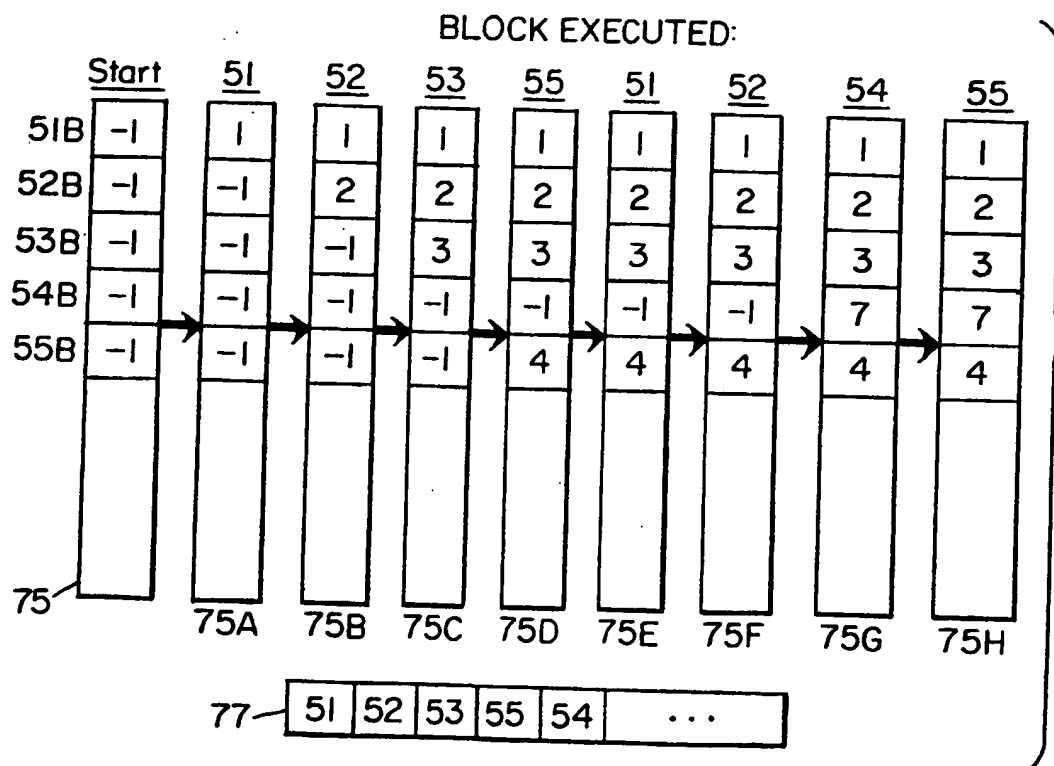 BLOCK EXECUTED:
Start 51 52 53 55 51 52 54 55
51B -1 1 1 1 1 1 1 1 1
52B -1 -1 2 2 2 2 2 2 2
53B -1 -1 -1 3 3 3 3 3 3
54B -1 -1 -1 -1 -1 -1 -1 7 7
55B -1 -1 -1 -1 4 4 4 4 4
75 75A 75B 75C 75D 75E 75F 75G 75H
77 51 52 53 55 54 ...